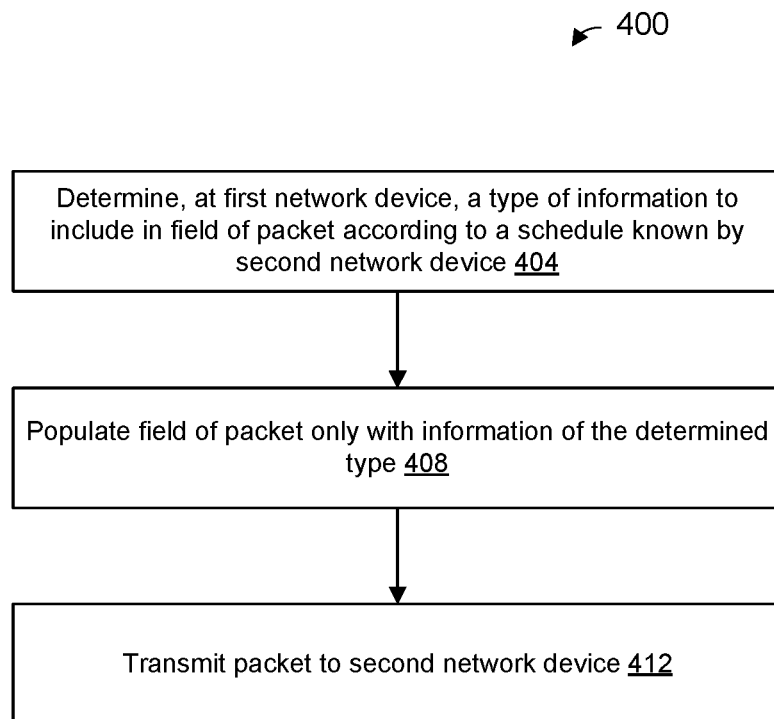 400
Determine, at first network device, a type of information to
include in field of packet according to a schedule known by
second network device 404
Populate field of packet only with information of the determined
type 408
Transmit packet to second network device 412